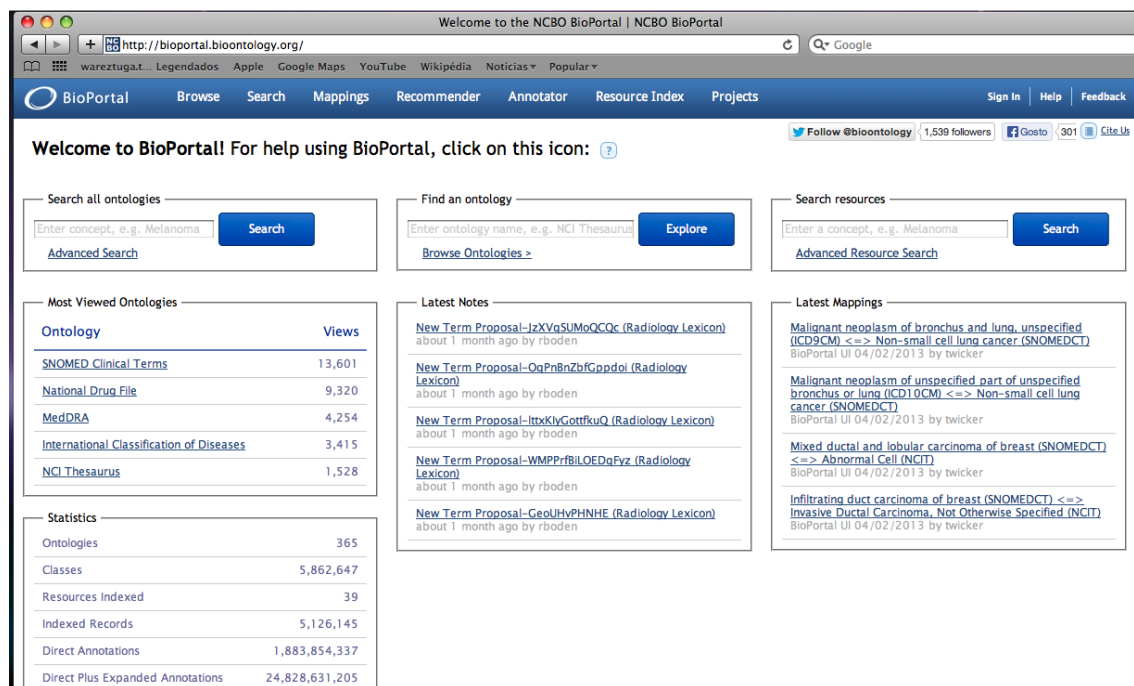 Welcome to the NCBO BioPortal | NCBO BioPortal
http://bioportal.bioontology.org/
Google
wareztuga.t... Legendados Apple Google Maps YouTube Wikipédia Notícias Popular
BioPortal Browse Search Mappings Recommender Annotator Resource Index Projects Sign In Help Feedback
Follow @bioontology 1,539 followers Gosto 301 Cite Us
Welcome to BioPortal! For help using BioPortal, click on this icon: ?
Search all ontologies
Enter concept, e.g. Melanoma Search
Advanced Search
Find an ontology
Enter ontology name, e.g. NCI Thesaurus Explore
Browse Ontologies >
Search resources
Enter a concept, e.g. Melanoma Search
Advanced Resource Search
Most Viewed Ontologies
Ontology Views
SNOMED Clinical Terms 13,601
National Drug File 9,320
MedDRA 4,254
International Classification of Diseases 3,415
NCI Thesaurus 1,528
Statistics
Ontologies 365
Classes 5,862,647
Resources Indexed 39
Indexed Records 5,126,145
Direct Annotations 1,883,854,337
Direct Plus Expanded Annotations 24,828,631,205
Latest Notes
New Term Proposal-JzXVqSUMoQCQc (Radiology Lexicon)
about 1 month ago by rboden
New Term Proposal-OqPnBnZbfGppdoi (Radiology
Lexicon)
about 1 month ago by rboden
New Term Proposal-IttxKlyGottfkuQ (Radiology Lexicon)
about 1 month ago by rboden
New Term Proposal-WMPPrfBiLOEDqFyz (Radiology
Lexicon)
about 1 month ago by rboden
New Term Proposal-GeoUHvPHNHE (Radiology Lexicon)
about 1 month ago by rboden
Latest Mappings
Malignant neoplasm of bronchus and lung, unspecified
(ICD9CM) <=> Non-small cell lung cancer (SNOMEDCT)
BioPortal UI 04/02/2013 by twicker
Malignant neoplasm of unspecified part of unspecified
bronchus or lung (ICD10CM) <=> Non-small cell lung
cancer (SNOMEDCT)
BioPortal UI 04/02/2013 by twicker
Mixed ductal and lobular carcinoma of breast (SNOMEDCT)
<=> Abnormal Cell (NCIT)
BioPortal UI 04/02/2013 by twicker
Infiltrating duct carcinoma of breast (SNOMEDCT) <=>
Invasive Ductal Carcinoma, Not Otherwise Specified (NCIT)
BioPortal UI 04/02/2013 by twicker